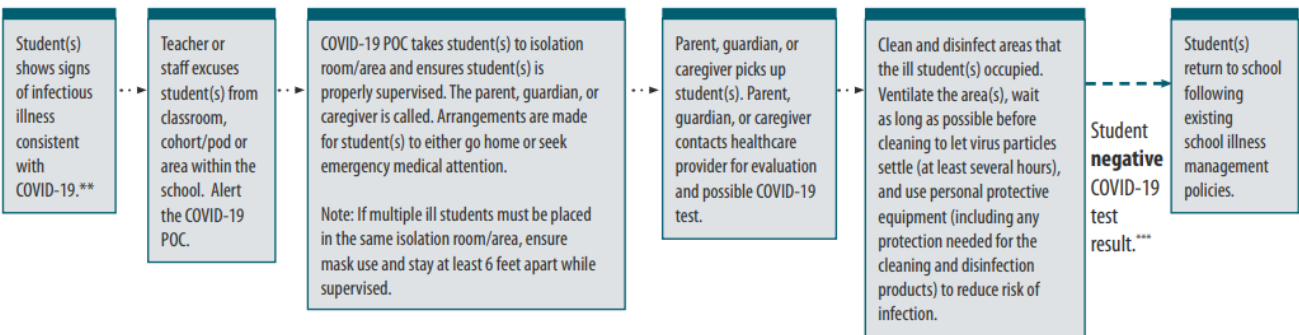 Student(s)
shows signs
of infectious
illness
consistent
with
COVID-19.**
Teacher or
staff excuses
student(s) from
classroom,
cohort/pod or
area within the
school. Alert
the COVID-19
POC.
COVID-19 POC takes student(s) to isolation
room/area and ensures student(s) is
properly supervised. The parent, guardian, or
caregiver is called. Arrangements are made
for student(s) to either go home or seek
emergency medical attention.
Note: If multiple ill students must be placed
in the same isolation room/area, ensure
mask use and stay at least 6 feet apart while
supervised.
Parent, guardian, or
caregiver picks up
student(s). Parent,
guardian, or caregiver
contacts healthcare
provider for evaluation
and possible COVID-19
test.
Clean and disinfect areas that
the ill student(s) occupied.
Ventilate the area(s), wait
as long as possible before
cleaning to let virus particles
settle (at least several hours),
and use personal protective
equipment (including any
protection needed for the
cleaning and disinfection
products) to reduce risk of
infection.
Student
negative
COVID-19
test
result.***
Student(s)
return to school
following
existing
school illness
management
policies.